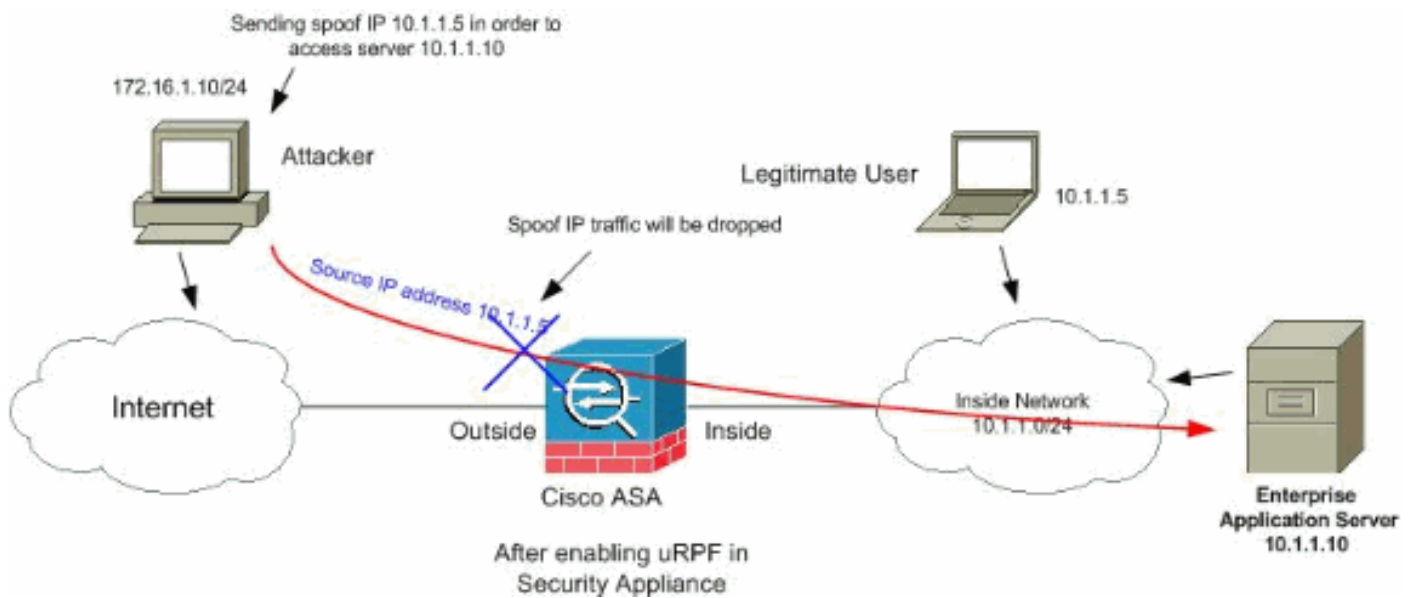 Sending spoof IP 10.1.1.5 in order to
access server 10.1.1.10
172.16.1.10/24
Attacker
Legitimate User
10.1.1.5
Spoof IP traffic will be dropped
Source IP address 10.1.1.5
Internet
Outside
Inside
Inside Network
10.1.1.0/24
Cisco ASA
Enterprise
Application Server
10.1.1.10
After enabling uRPF in
Security Appliance